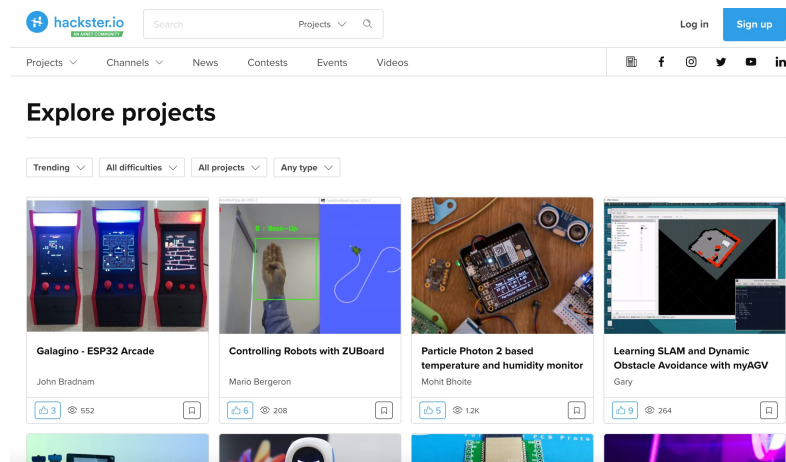 hackster.io
AN AVNET COMMUNITY
Search
Projects
Log in
Sign up
Projects
Channels
News
Contests
Events
Videos
Explore projects
Trending
All difficulties
All projects
Any type
B : Back-Up
Galagino - ESP32 Arcade
John Bradnam
3
552
Controlling Robots with ZUBoard
Mario Bergeron
6
208
Particle Photon 2 based
temperature and humidity monitor
Mohit Bhoite
5
1.2K
Learning SLAM and Dynamic
Obstacle Avoidance with myAGV
Gary
9
264